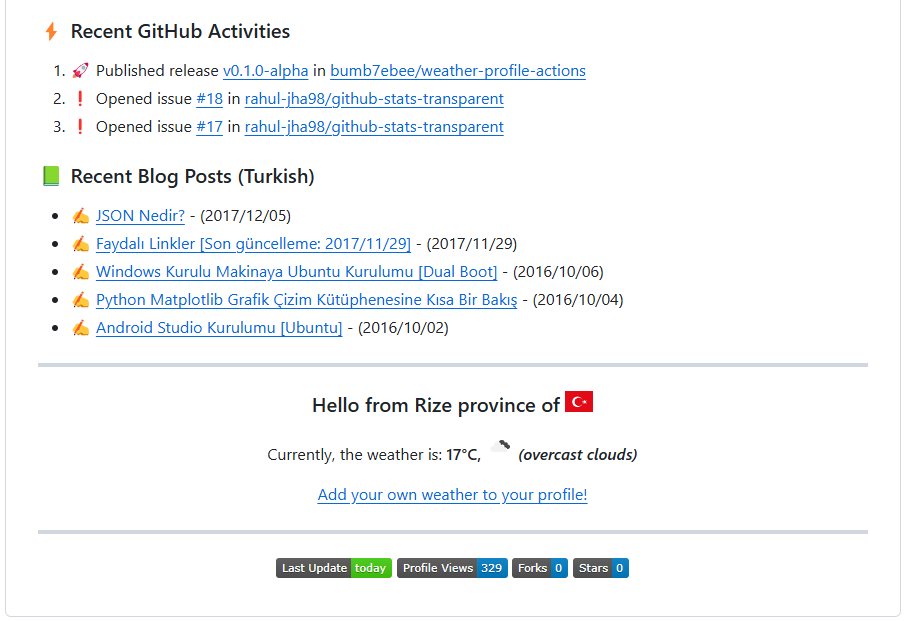 Recent GitHub Activities
1. 🚀 Published release v0.1.0-alpha in bumb7ebee/weather-profile-actions
2. ❗ Opened issue #18 in rahul-jha98/github-stats-transparent
3. ❗ Opened issue #17 in rahul-jha98/github-stats-transparent
Recent Blog Posts (Turkish)
• ✍ JSON Nedir? - (2017/12/05)
• ✍ Faydalı Linkler [Son güncelleme: 2017/11/29] - (2017/11/29)
• ✍ Windows Kurulu Makinaya Ubuntu Kurulumu [Dual Boot] - (2016/10/06)
• ✍ Python Matplotlib Grafik Çizim Kütüphenesine Kısa Bir Bakış - (2016/10/04)
• ✍ Android Studio Kurulumu [Ubuntu] - (2016/10/02)
Hello from Rize province of
Currently, the weather is: 17°C, (overcast clouds)
Add your own weather to your profile!
Last Update today Profile Views 329 Forks 0 Stars 0